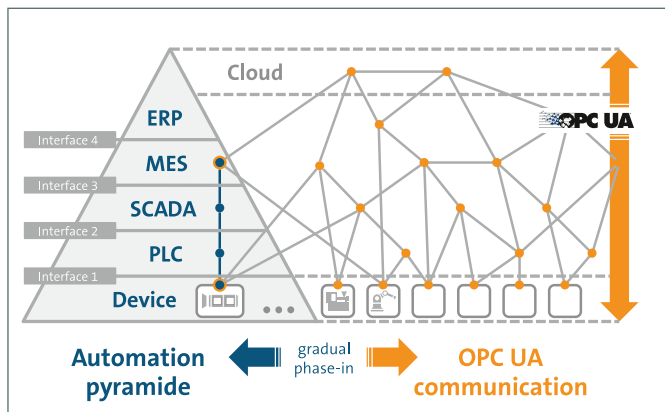 Cloud
OPC UA
ERP
Interface 4
MES
Interface 3
SCADA
Interface 2
PLC
Interface 1
Device
Automation
pyramide
gradual
phase-in
OPC UA
communication